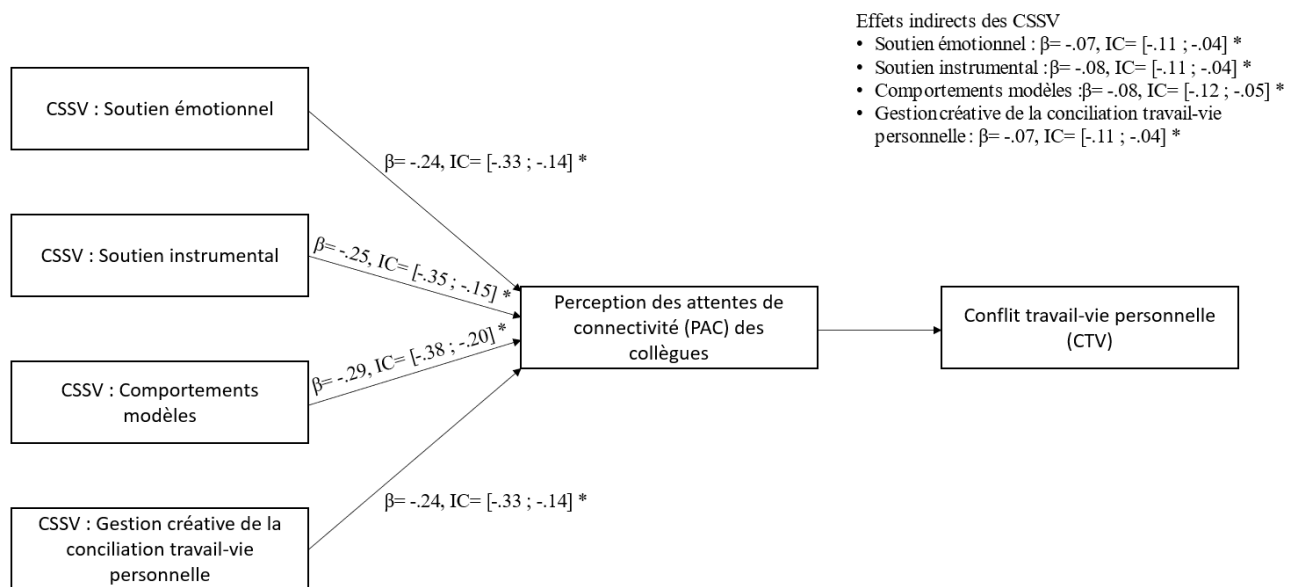 Effets indirects des CSSV
• Soutien émotionnel : β= -.07, IC= [-.11 ; -.04] *
• Soutien instrumental :β= -.08, IC= [-.11 ; -.04] *
• Comportements modèles :β= -.08, IC= [-.12 ; -.05] *
• Gestion créative de la conciliation travail-vie
personnelle : β= -.07, IC= [-.11 ; -.04] *
CSSV : Soutien émotionnel
β= -.24, IC= [-.33 ; -.14] *
CSSV : Soutien instrumental
β= -.25, IC= [-.35 ; -.15] *
Perception des attentes de
connectivité (PAC) des
collègues
Conflit travail-vie personnelle
(CTV)
β= -.29, IC= [-.38 ; -.20] *
CSSV : Comportements
modèles
β= -.24, IC= [-.33 ; -.14] *
CSSV : Gestion créative de la
conciliation travail-vie
personnelle